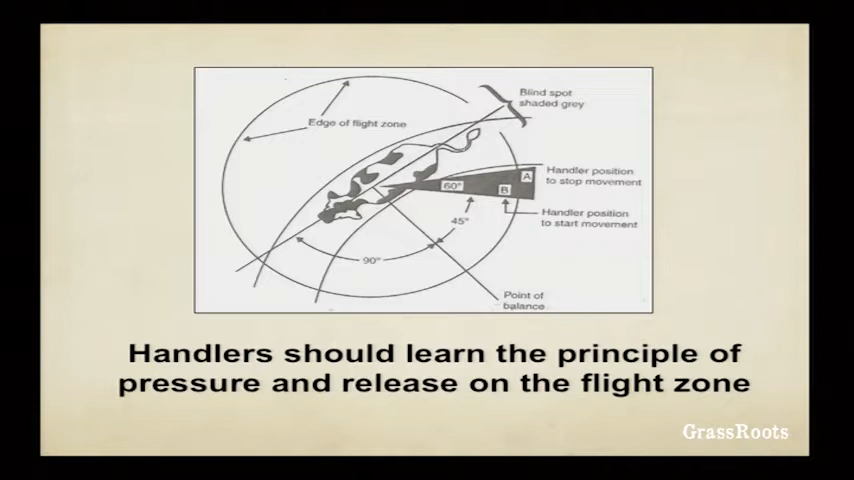 Blind spot
shaded grey
Edge of flight zone
Handler position
to stop movement
A
60°
B
Handler position
to start movement
45°
90°
Point of
balance
Handlers should learn the principle of
pressure and release on the flight zone
GrassRoots